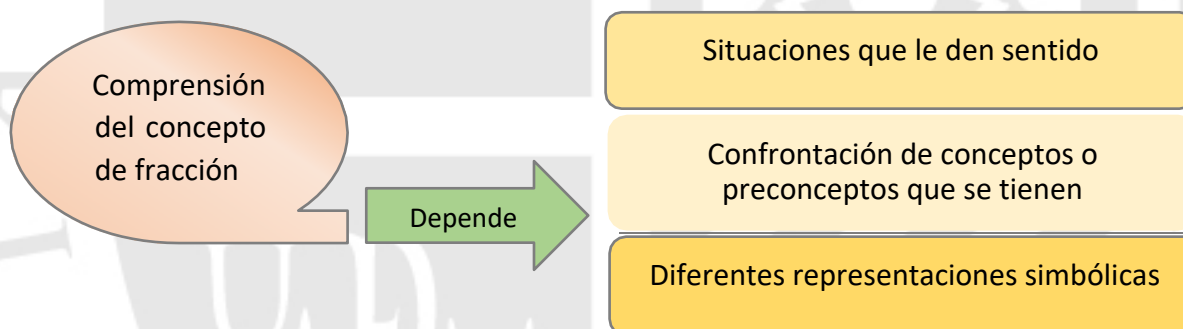 Comprensión
del concepto
de fracción
Depende
Situaciones que le den sentido
Confrontación de conceptos o
preconceptos que se tienen
Diferentes representaciones simbólicas